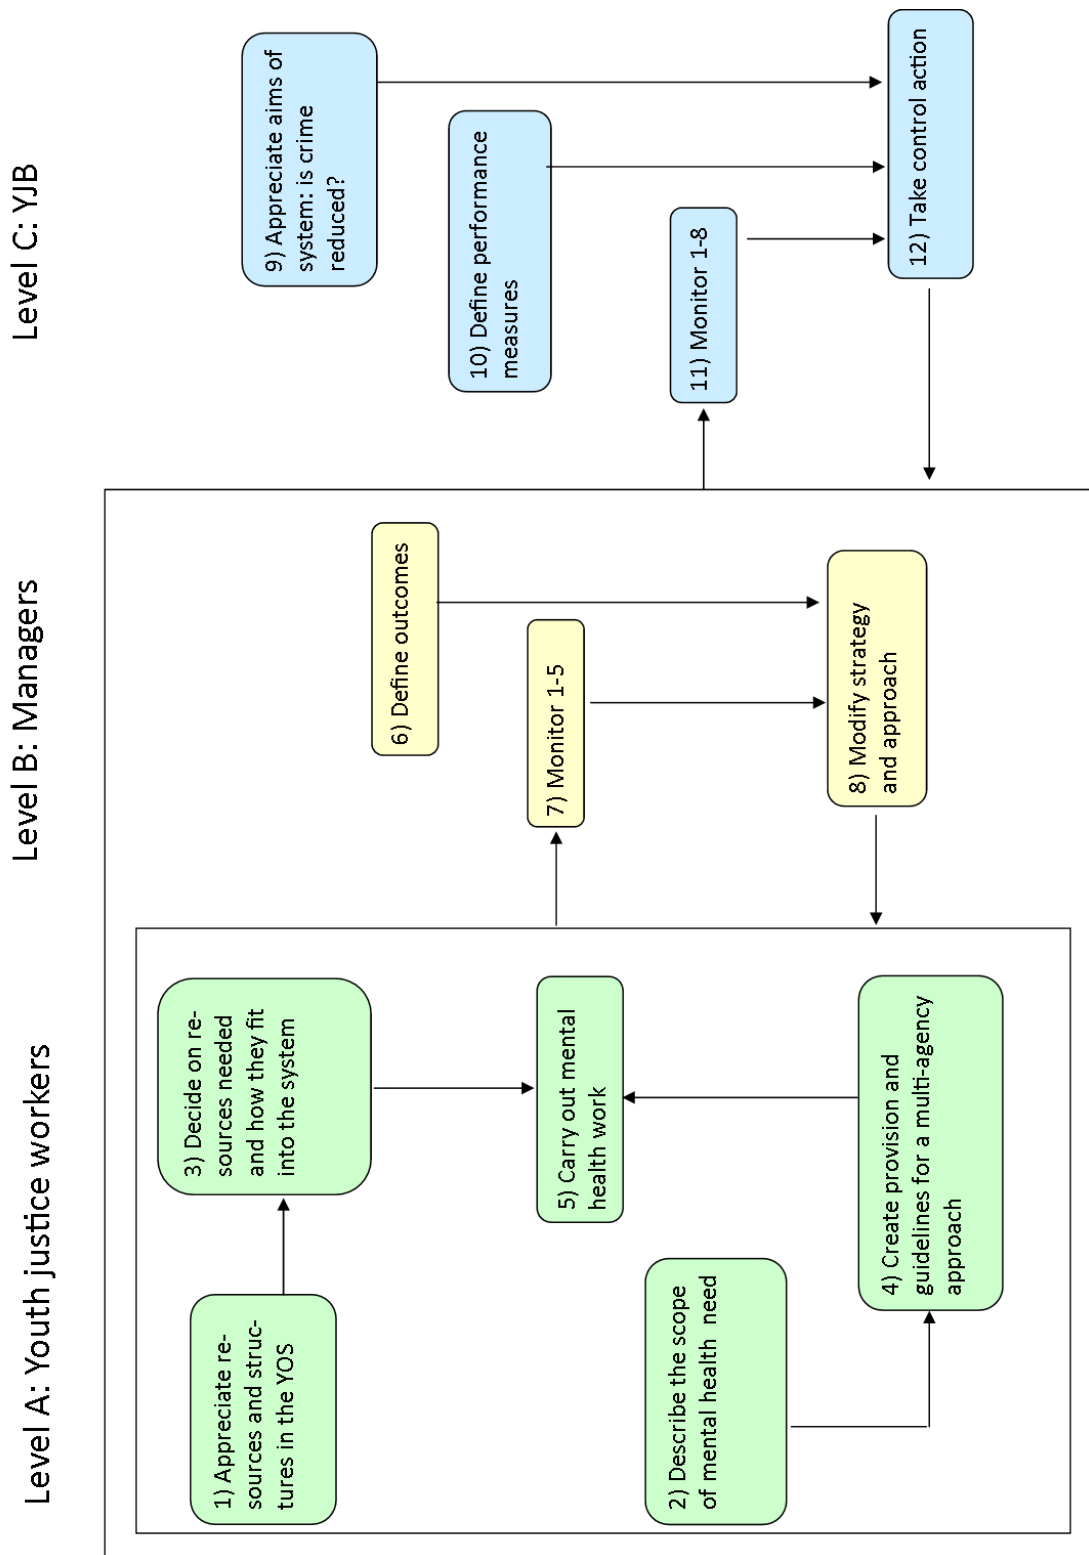 Level A: Youth justice workers
Level B: Managers
Level C: YJB
1) Appreciate re-
sources and struc-
tures in the YOS
3) Decide on re-
sources needed
and how they fit
into the system
5) Carry out mental
health work
2) Describe the scope
of mental health need
4) Create provision and
guidelines for a multi-agency
approach
6) Define outcomes
7) Monitor 1-5
8) Modify strategy
and approach
9) Appreciate aims of
system: is crime
reduced?
10) Define performance
measures
11) Monitor 1-8
12) Take control action